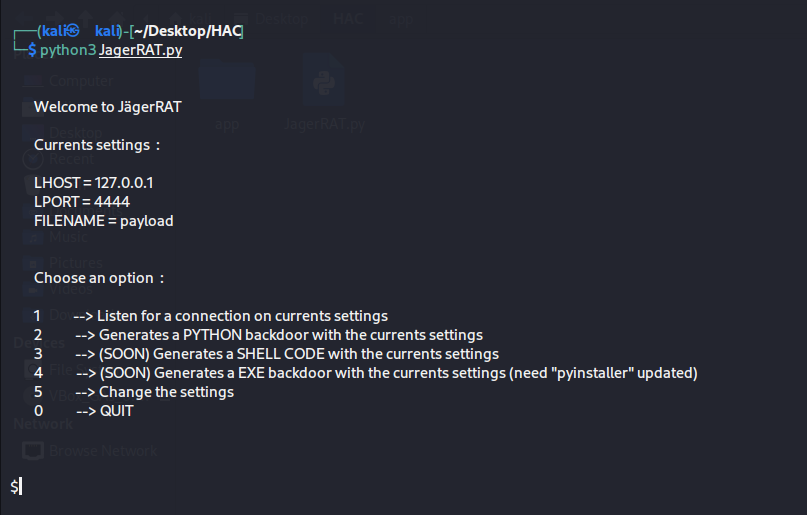 ┌──(kali㉿kali)-[~/Desktop/HAC]
└─$ python3 JagerRAT.py
Welcome to JägerRAT
Currents settings :
LHOST = 127.0.0.1
LPORT = 4444
FILENAME = payload
Choose an option :
1 --> Listen for a connection on currents settings
2 --> Generates a PYTHON backdoor with the currents settings
3 --> (SOON) Generates a SHELL CODE with the currents settings
4 --> (SOON) Generates a EXE backdoor with the currents settings (need "pyinstaller" updated)
5 --> Change the settings
0 --> QUIT
$
kali
Desktop
HAC
app
Computer
Desktop
Recent
Music
Pictures
Devices
Network
Browse Network
app
JagerRAT.py